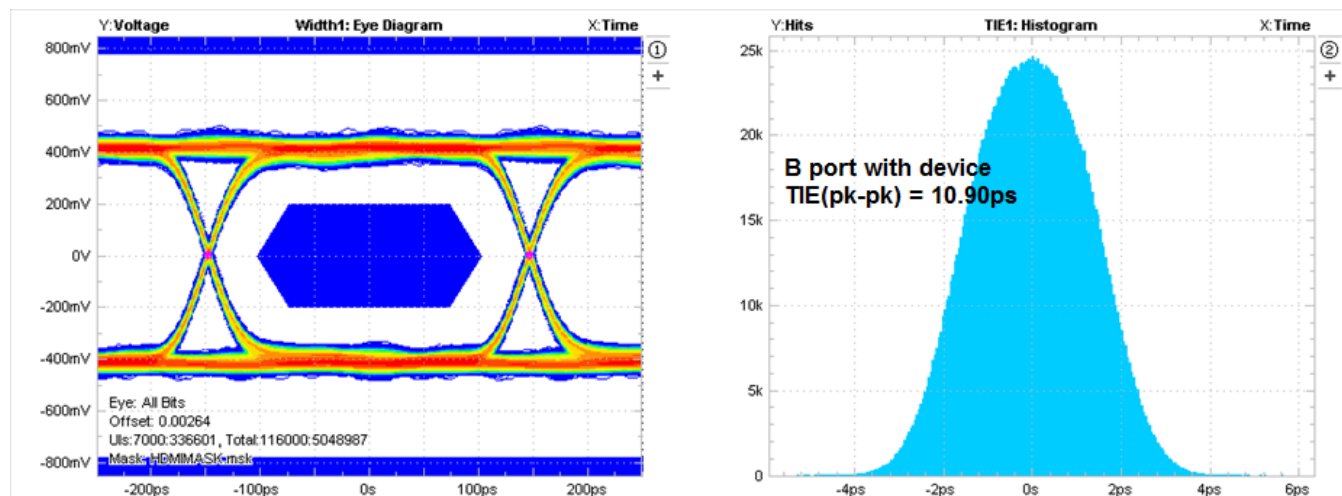 Y:Voltage Width1: Eye Diagram X:Time
800mV
600mV
400mV
200mV
0V
-200mV
-400mV
-600mV
-800mV
Eye: All Bits
Offset: 0.00264
UIs:7000:336601, Total:116000:5048987
Mask: HDMIMASK.msk
-200ps -100ps 0s 100ps 200ps
①
+
Y:Hits TIE1: Histogram X:Time
25k
20k
15k
10k
5k
0
B port with device
TIE(pk-pk) = 10.90ps
-4ps -2ps 0s 2ps 4ps 6ps
②
+